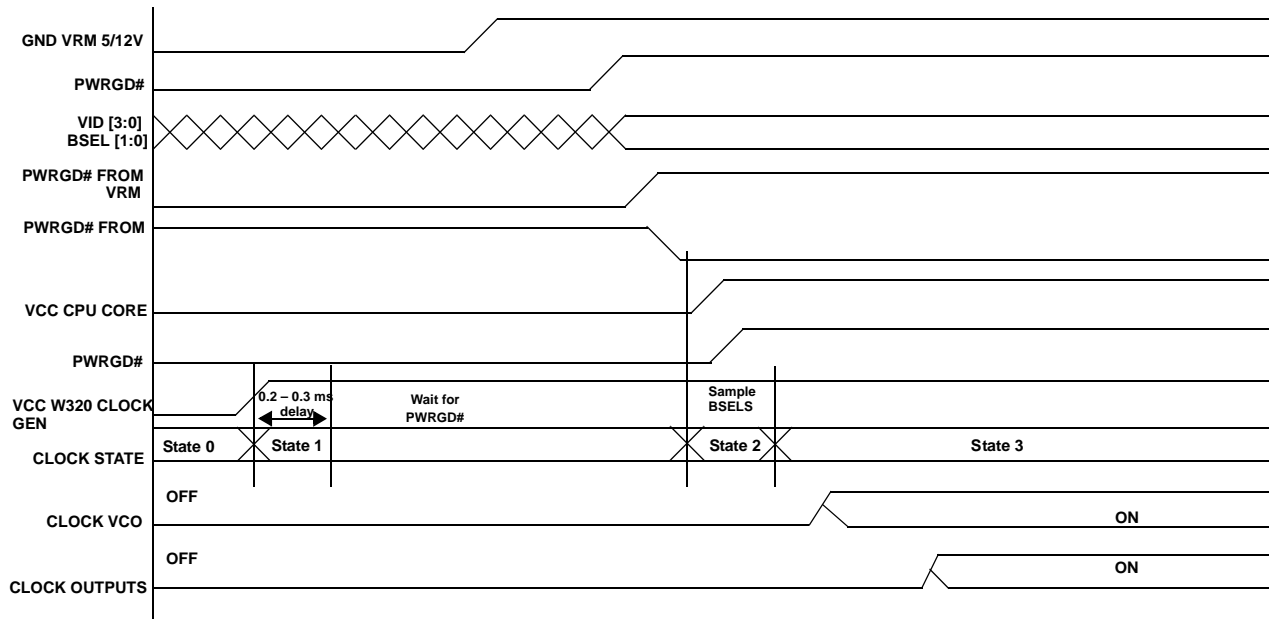 GND VRM 5/12V
PWRGD#
VID [3:0]
BSEL [1:0]
PWRGD# FROM
VRM
PWRGD# FROM
VCC CPU CORE
PWRGD#
VCC W320 CLOCK
GEN
0.2 – 0.3 ms
delay
Wait for
PWRGD#
Sample
BSELS
CLOCK STATE
State 0
State 1
State 2
State 3
CLOCK VCO
OFF
ON
CLOCK OUTPUTS
OFF
ON